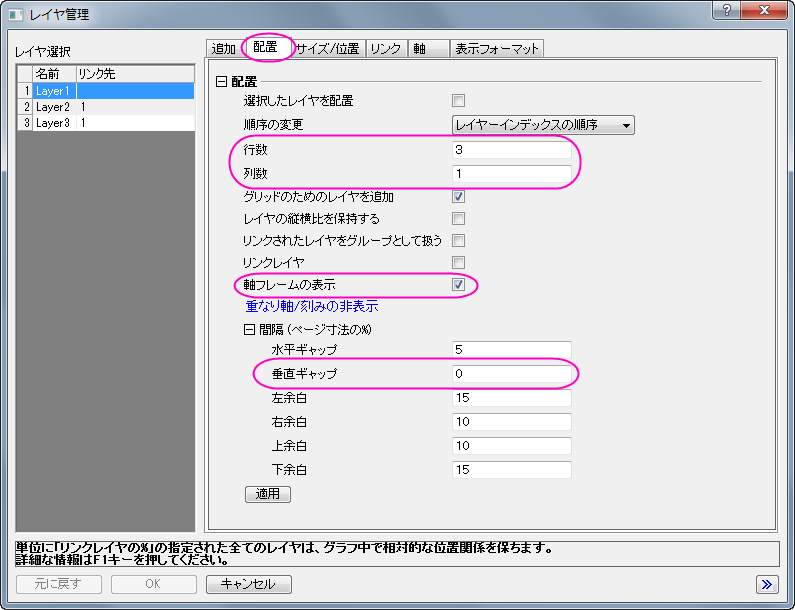 レイヤ管理
レイヤ選択
名前 リンク先
1 Layer1
2 Layer2 1
3 Layer3 1
追加 配置 サイズ/位置 リンク 軸 表示フォーマット
配置
選択したレイヤを配置
順序の変更 レイヤーインデックスの順序
行数 3
列数 1
グリッドのためのレイヤを追加
レイヤの縦横比を保持する
リンクされたレイヤをグループとして扱う
リンクレイヤ
軸フレームの表示
重なり軸/刻みの非表示
間隔(ページ寸法の%)
水平ギャップ 5
垂直ギャップ 0
左余白 15
右余白 10
上余白 10
下余白 15
適用
単位に「リンクレイヤの%」の指定された全てのレイヤは、グラフ中で相対的な位置関係を保ちます。
詳細な情報はF1キーを押してください。
元に戻す OK キャンセル